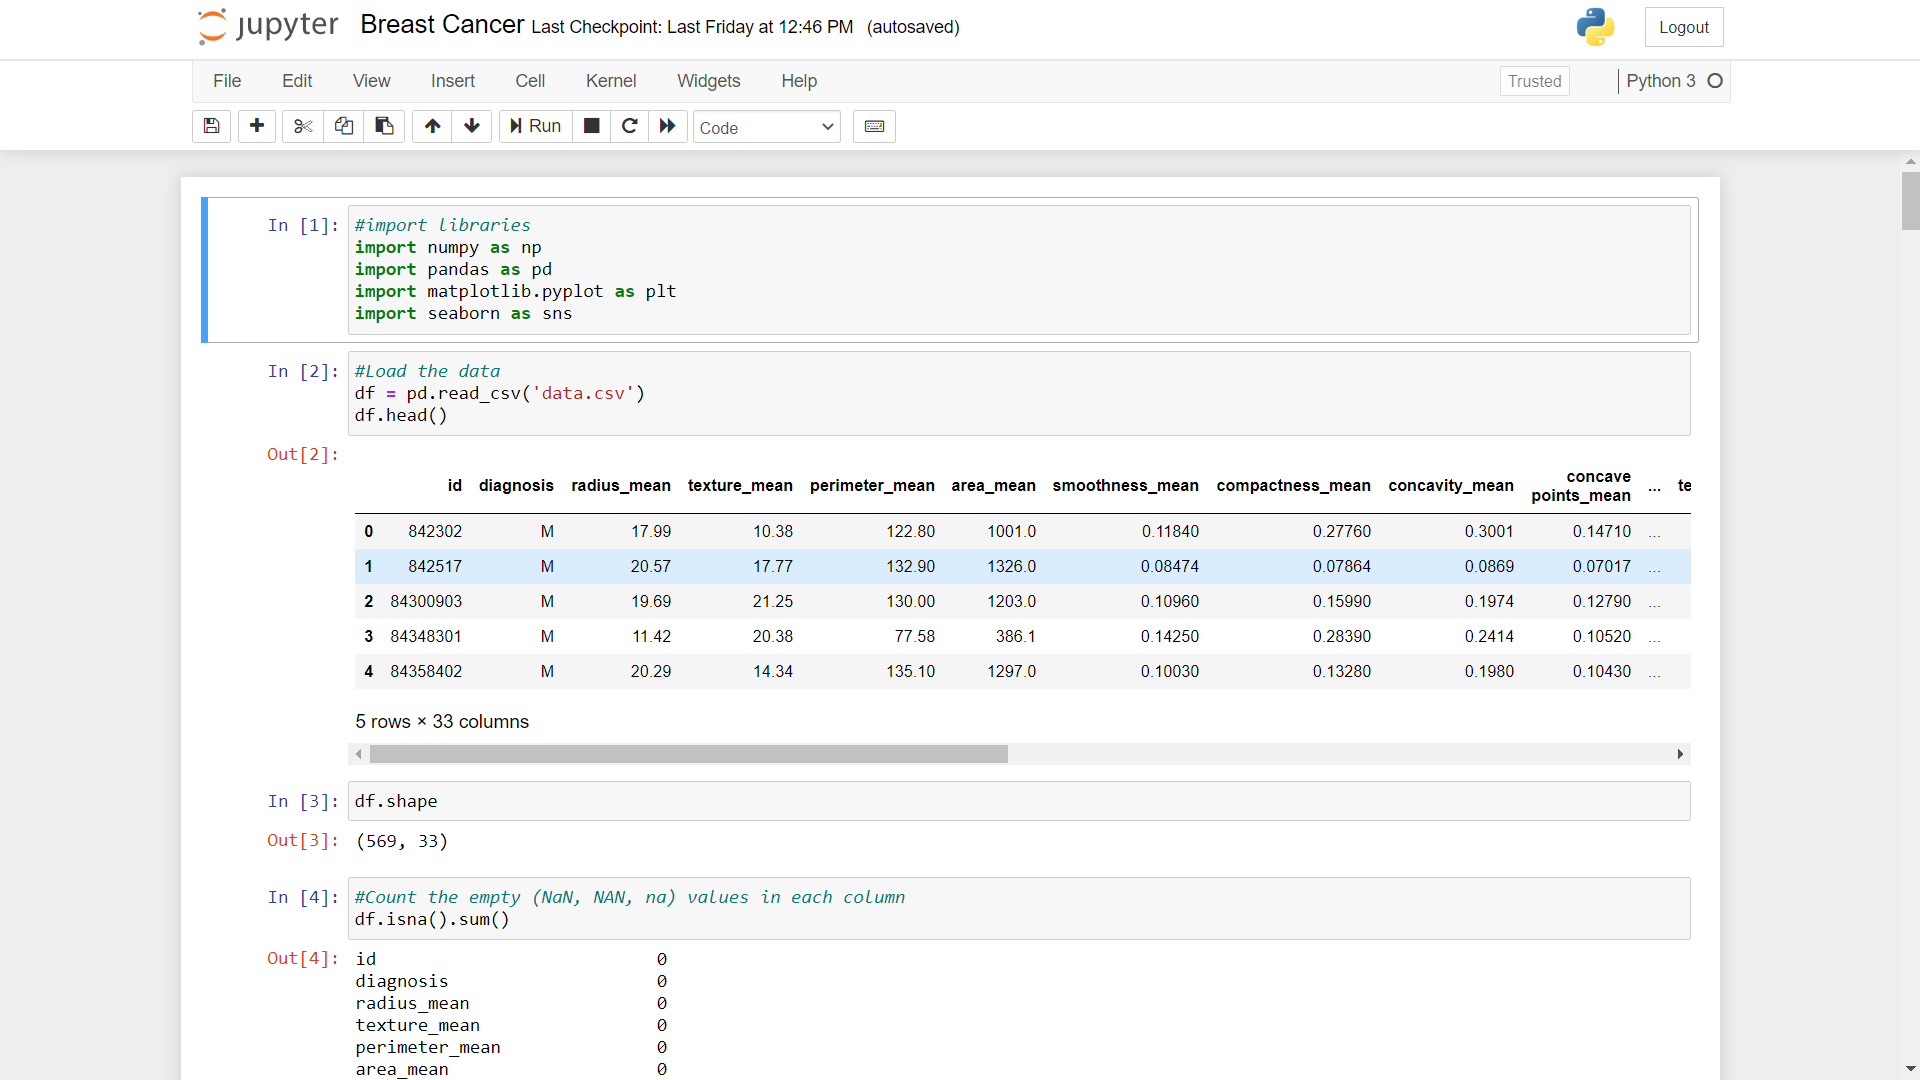 jupyter Breast Cancer Last Checkpoint: Last Friday at 12:46 PM (autosaved)
Logout
File Edit View Insert Cell Kernel Widgets Help
Trusted
Python 3
Run
Code
In [1]:
#import libraries
import numpy as np
import pandas as pd
import matplotlib.pyplot as plt
import seaborn as sns
In [2]:
#Load the data
df = pd.read_csv('data.csv')
df.head()
Out[2]:
id diagnosis radius_mean texture_mean perimeter_mean area_mean smoothness_mean compactness_mean concavity_mean concave points_mean ... te
0 842302 M 17.99 10.38 122.80 1001.0 0.11840 0.27760 0.3001 0.14710 ...
1 842517 M 20.57 17.77 132.90 1326.0 0.08474 0.07864 0.0869 0.07017 ...
2 84300903 M 19.69 21.25 130.00 1203.0 0.10960 0.15990 0.1974 0.12790 ...
3 84348301 M 11.42 20.38 77.58 386.1 0.14250 0.28390 0.2414 0.10520 ...
4 84358402 M 20.29 14.34 135.10 1297.0 0.10030 0.13280 0.1980 0.10430 ...
5 rows × 33 columns
In [3]:
df.shape
Out[3]:
(569, 33)
In [4]:
#Count the empty (NaN, NAN, na) values in each column
df.isna().sum()
Out[4]:
id 0
diagnosis 0
radius_mean 0
texture_mean 0
perimeter_mean 0
area_mean 0